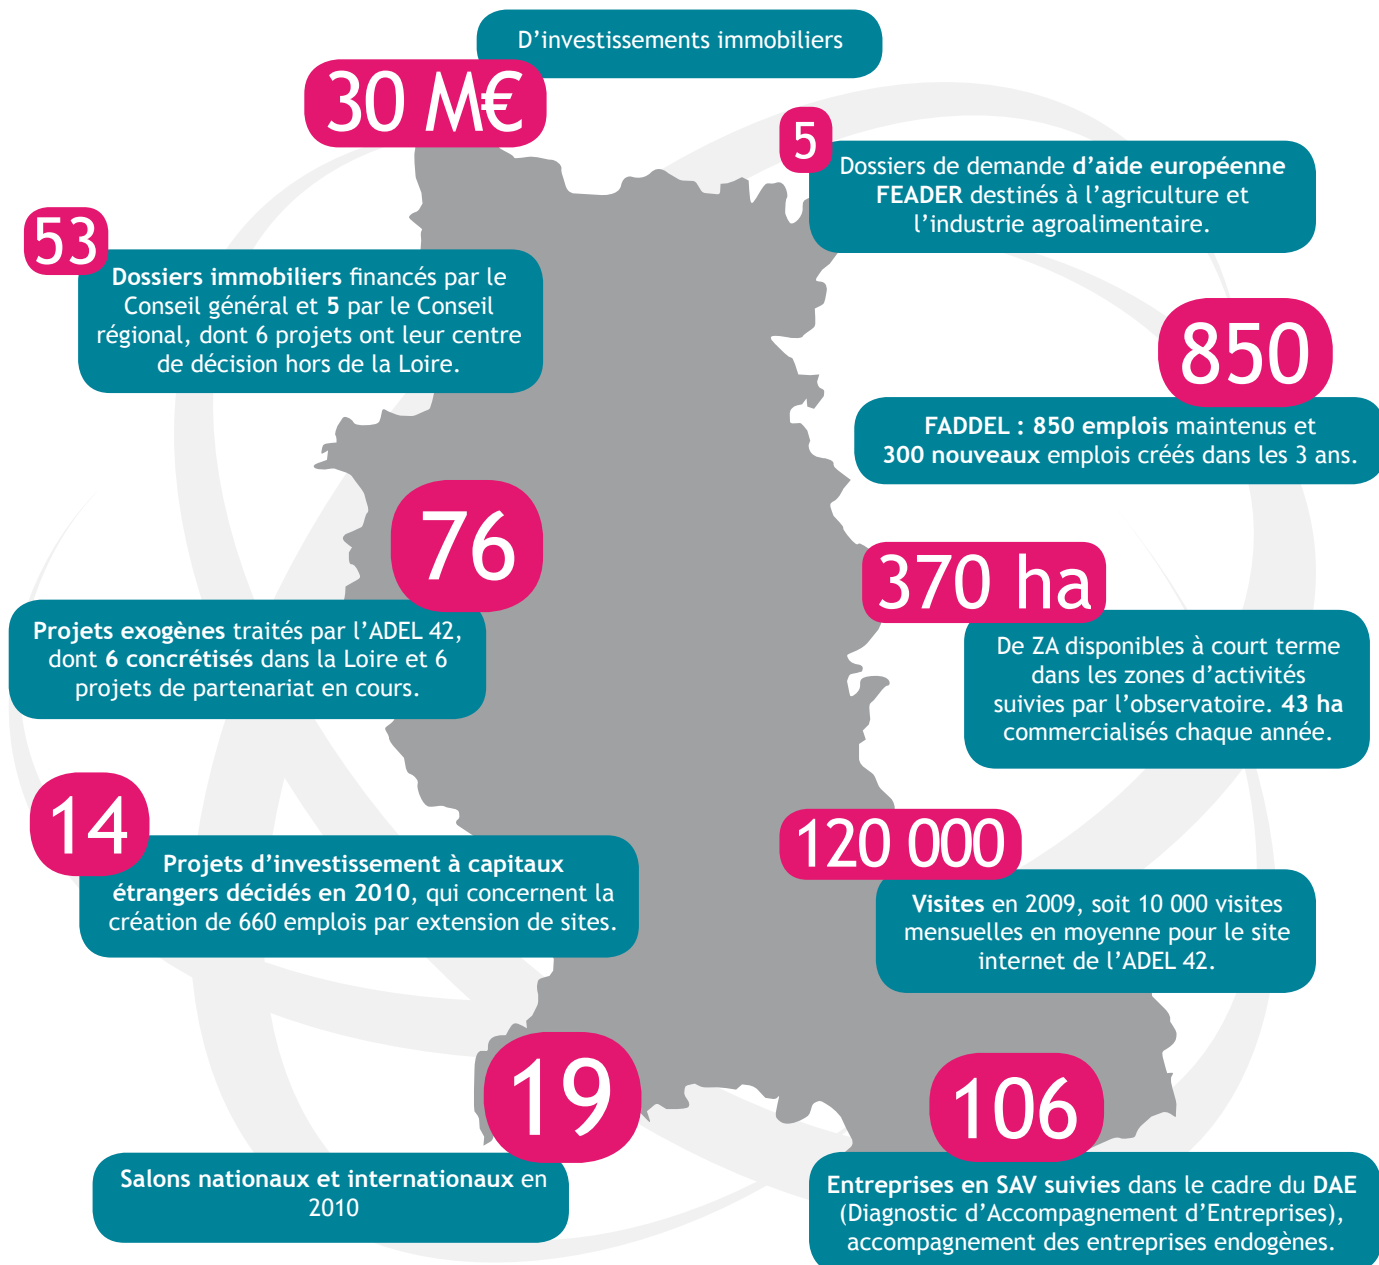 D’investissements immobiliers
30 M€
5
Dossiers de demande d’aide européenne
FEADER destinés à l’agriculture et
l’industrie agroalimentaire.
53
Dossiers immobiliers financés par le
Conseil général et 5 par le Conseil
régional, dont 6 projets ont leur centre
de décision hors de la Loire.
850
FADDEL : 850 emplois maintenus et
300 nouveaux emplois créés dans les 3 ans.
76
Projets exogènes traités par l’ADEL 42,
dont 6 concrétisés dans la Loire et 6
projets de partenariat en cours.
370 ha
De ZA disponibles à court terme
dans les zones d’activités
suivies par l’observatoire. 43 ha
commercialisés chaque année.
14
Projets d’investissement à capitaux
étrangers décidés en 2010, qui concernent la
création de 660 emplois par extension de sites.
120 000
Visites en 2009, soit 10 000 visites
mensuelles en moyenne pour le site
internet de l’ADEL 42.
19
Salons nationaux et internationaux en
2010
106
Entreprises en SAV suivies dans le cadre du DAE
(Diagnostic d’Accompagnement d’Entreprises),
accompagnement des entreprises endogènes.